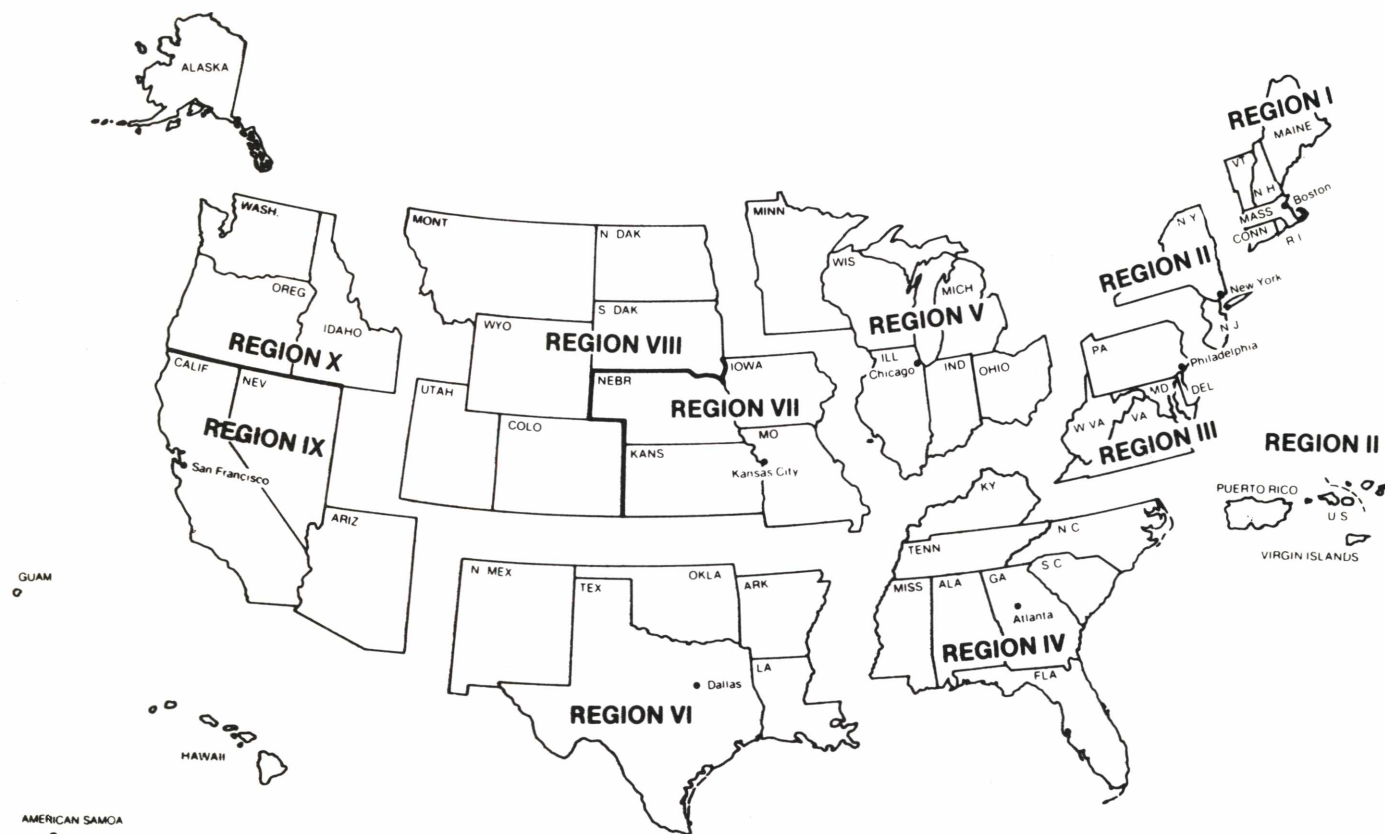 ALASKA
REGION I
MAINE
VT
N H
MASS
Boston
CONN
R I
WASH.
MONT
N DAK
MINN
N Y
OREG
WIS
MICH
REGION II
New York
IDAHO
WYO
S DAK
REGION V
N J
REGION X
REGION VIII
PA
Philadelphia
CALIF
NEV
UTAH
NEBR
IOWA
ILL
Chicago
IND
OHIO
MD
DEL
REGION VII
W VA
VA
REGION IX
COLO
MO
REGION III
REGION II
San Francisco
KANS
Kansas City
KY
PUERTO RICO
U S
VIRGIN ISLANDS
ARIZ
N C
TENN
S C
GUAM
N MEX
TEX
OKLA
ARK
MISS
ALA
GA
Atlanta
REGION IV
LA
FLA
Dallas
REGION VI
HAWAII
AMERICAN SAMOA